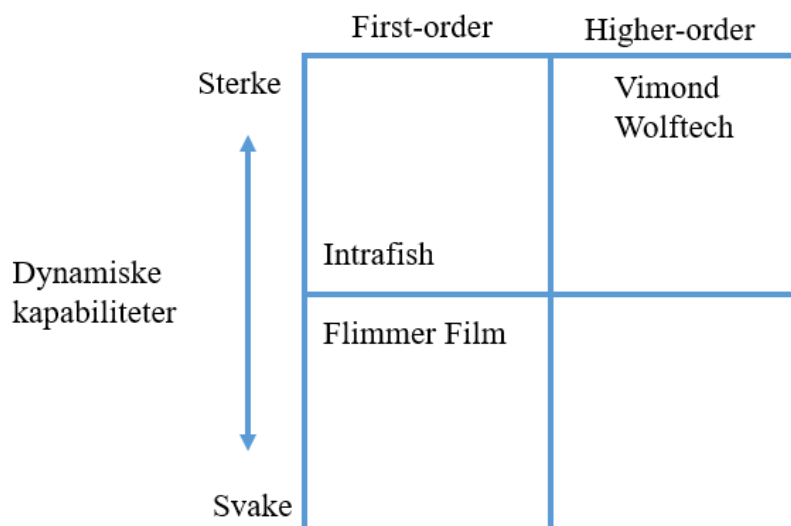 First-order
Higher-order
Sterke
Vimond
Wolftech
Intrafish
Dynamiske
kapabiliteter
Flimmer Film
Svake